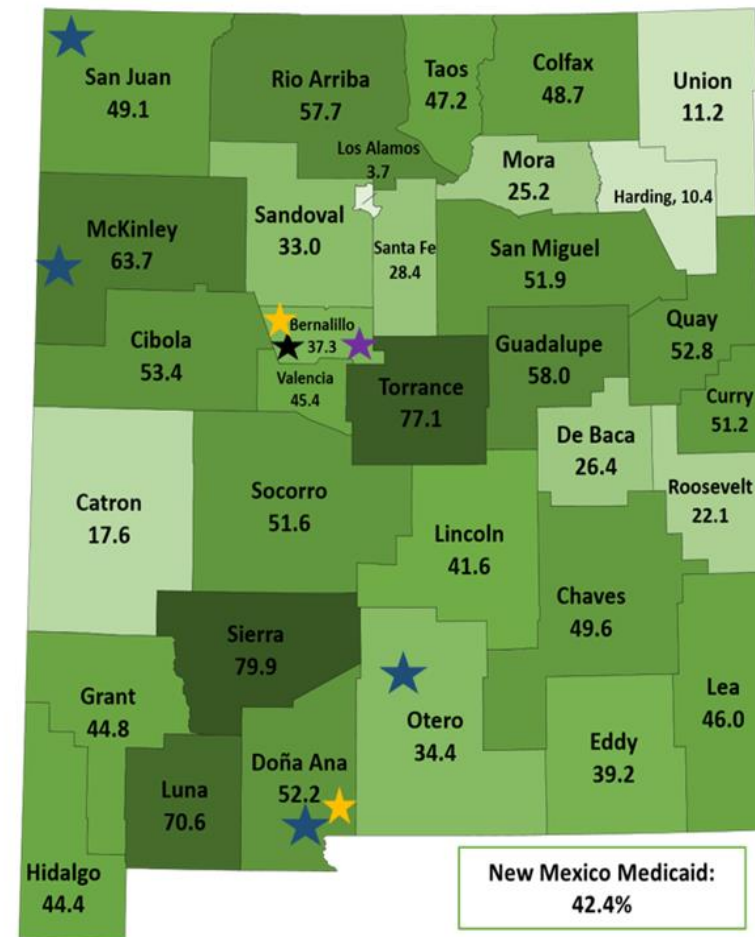 San Juan
49.1
Rio Arriba
57.7
Taos
47.2
Colfax
48.7
Union
11.2
Los Alamos
3.7
Mora
25.2
Harding, 10.4
McKinley
63.7
Sandoval
33.0
Santa Fe
28.4
San Miguel
51.9
Cibola
53.4
Bernalillo
37.3
Valencia
45.4
Torrance
77.1
Guadalupe
58.0
Quay
52.8
Curry
51.2
De Baca
26.4
Roosevelt
22.1
Catron
17.6
Socorro
51.6
Lincoln
41.6
Chaves
49.6
Sierra
79.9
Grant
44.8
Otero
34.4
Lea
46.0
Eddy
39.2
Doña Ana
52.2
Luna
70.6
Hidalgo
44.4
New Mexico Medicaid:
42.4%